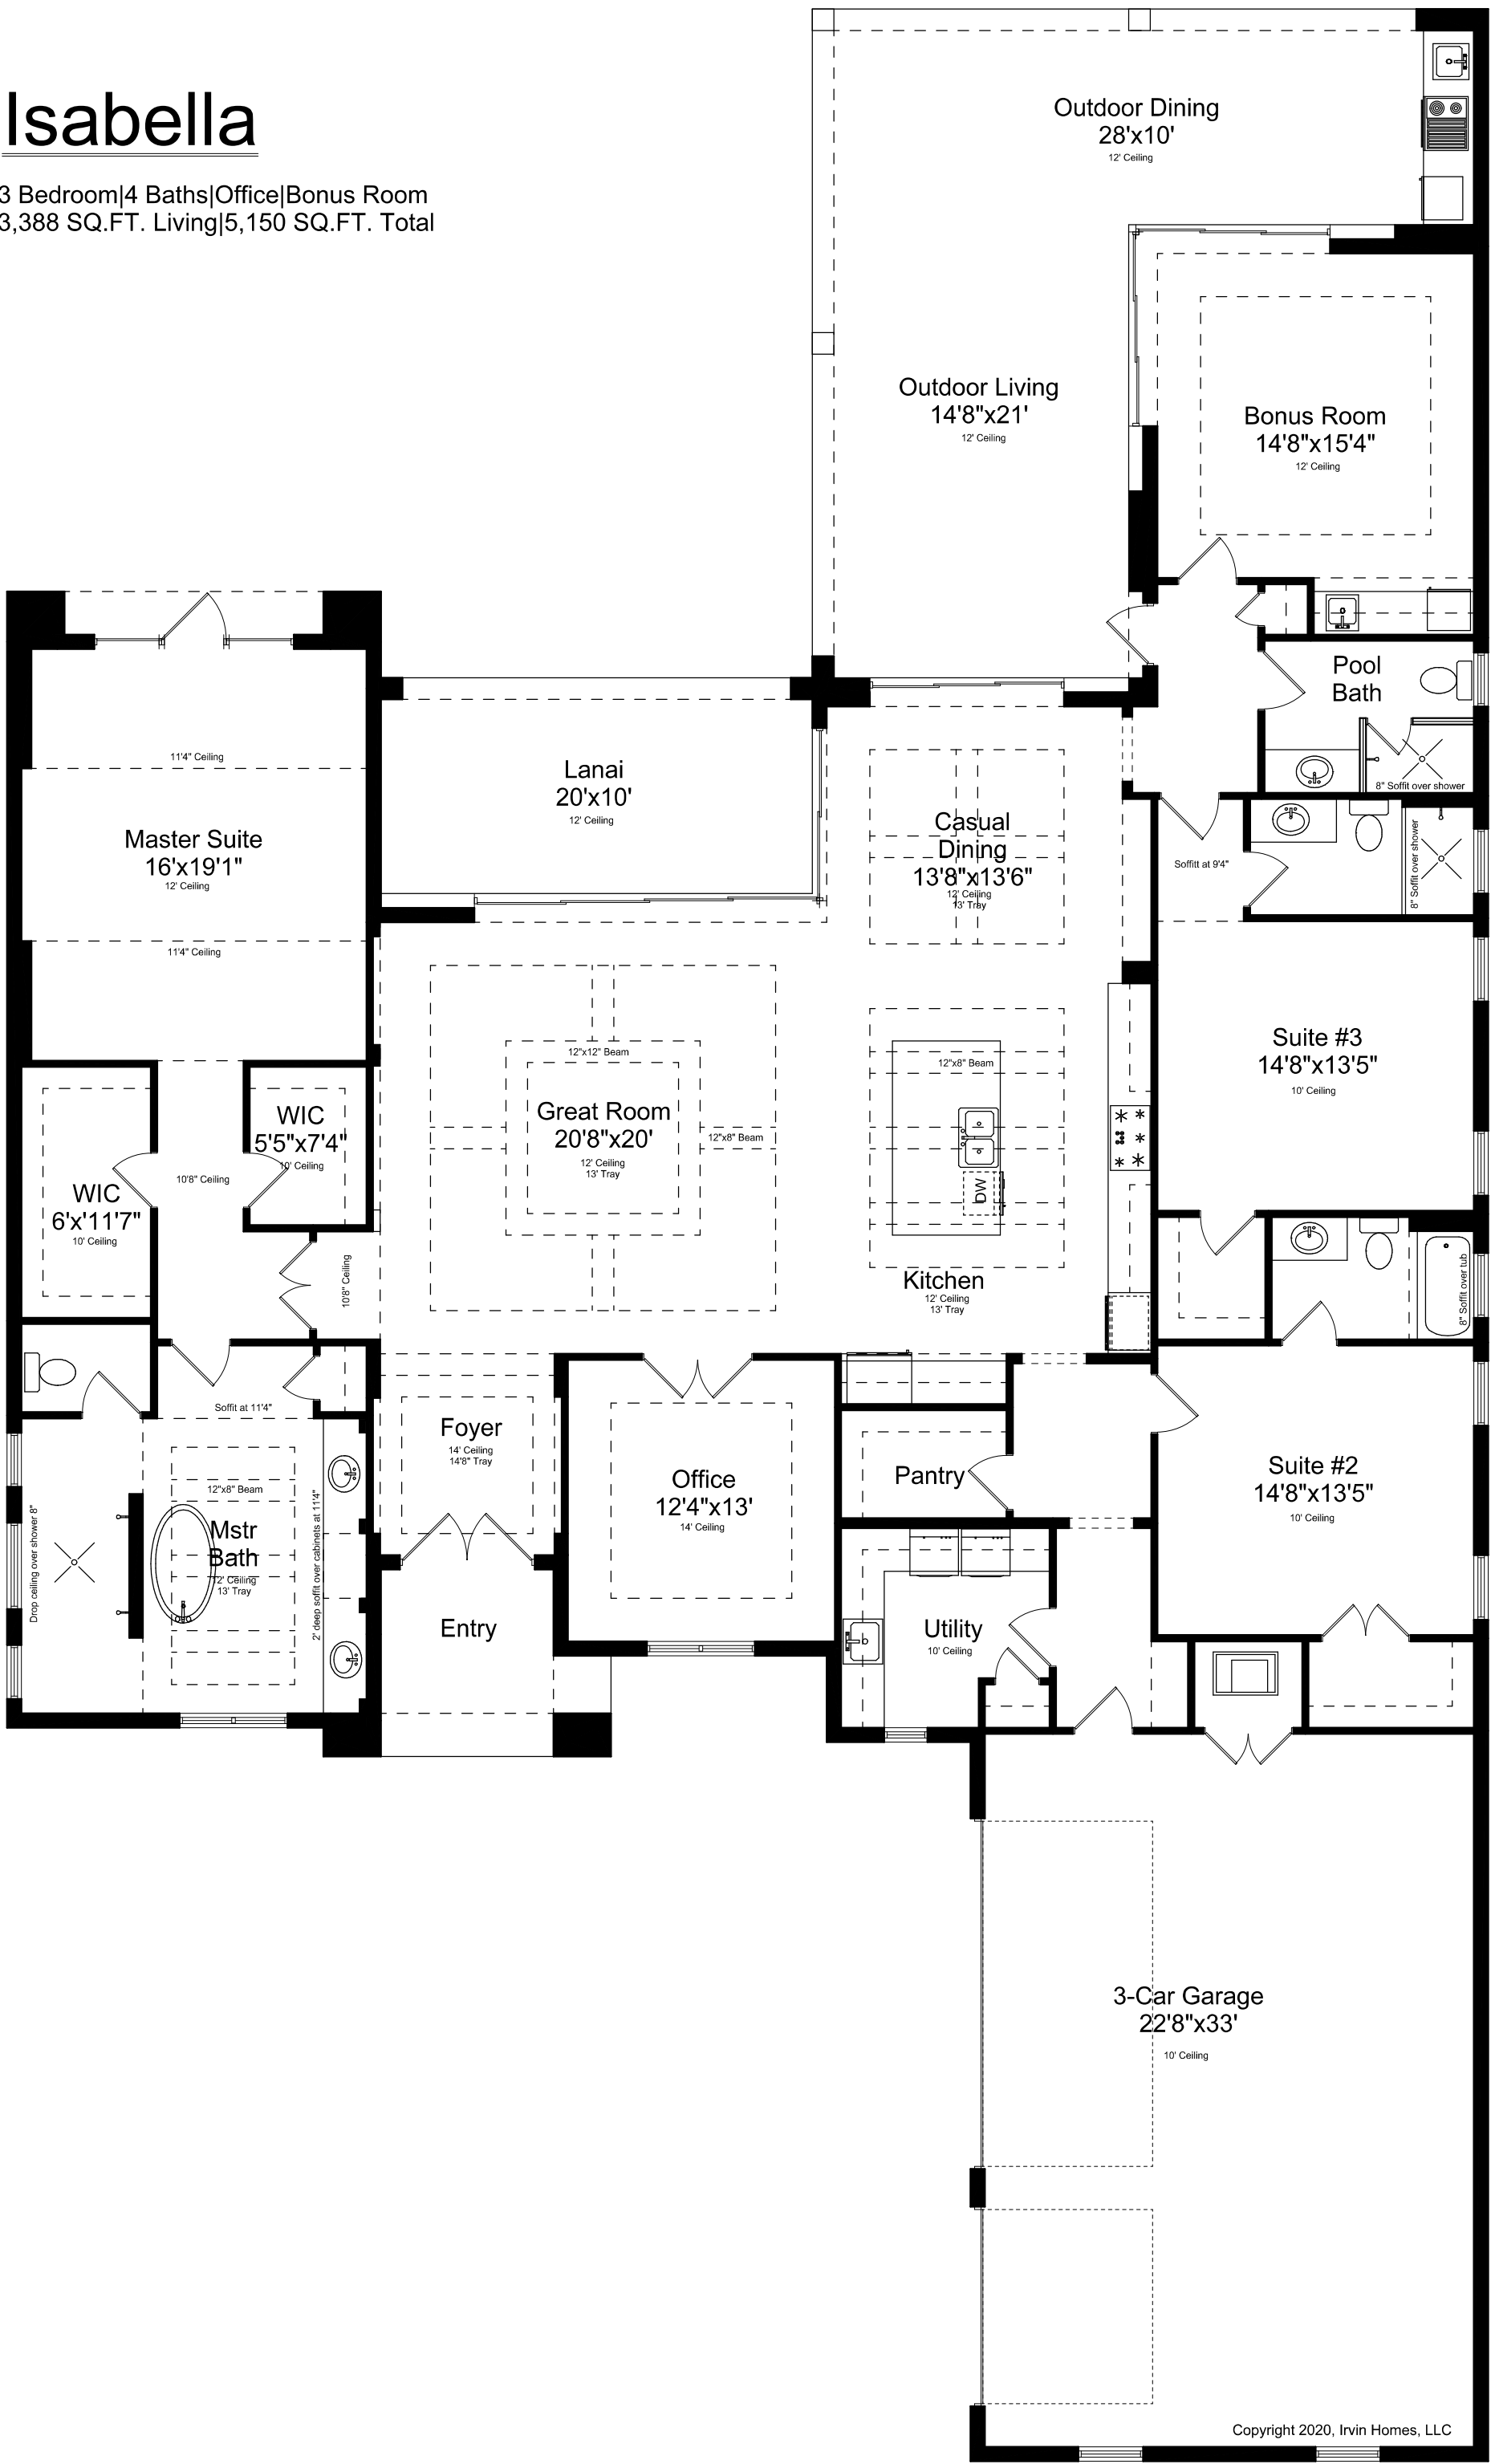 Isabella
3 Bedroom|4 Baths|Office|Bonus Room
3,388 SQ.FT. Living|5,150 SQ.FT. Total
Outdoor Dining
28'x10'
12' Ceiling
Outdoor Living
14'8"x21'
12' Ceiling
Bonus Room
14'8"x15'4"
12' Ceiling
Pool
Bath
8" Soffit over shower
Lanai
20'x10'
12' Ceiling
11'4" Ceiling
Master Suite
16'x19'1"
12' Ceiling
11'4" Ceiling
Casual
Dining
13'8"x13'6"
12' Ceiling
13' Tray
Soffitt at 9'4"
8" Soffit over shower
Suite #3
14'8"x13'5"
10' Ceiling
12"x12" Beam
Great Room
20'8"x20'
12' Ceiling
13' Tray
12"x8" Beam
12"x8" Beam
DW
Kitchen
12' Ceiling
13' Tray
WIC
5'5"x7'4"
10' Ceiling
10'8" Ceiling
WIC
6'x'11'7"
10' Ceiling
10'8" Ceiling
8" Soffit over tub
Soffit at 11'4"
Foyer
14' Ceiling
14'8" Tray
Office
12'4"x13'
14' Ceiling
Pantry
Suite #2
14'8"x13'5"
10' Ceiling
12"x8" Beam
Mstr
Bath
12' Ceiling
13' Tray
Drop ceiling over shower 8"
2' deep soffit over cabinets at 11'4"
Entry
Utility
10' Ceiling
3-Car Garage
22'8"x33'
10' Ceiling
Copyright 2020, Irvin Homes, LLC